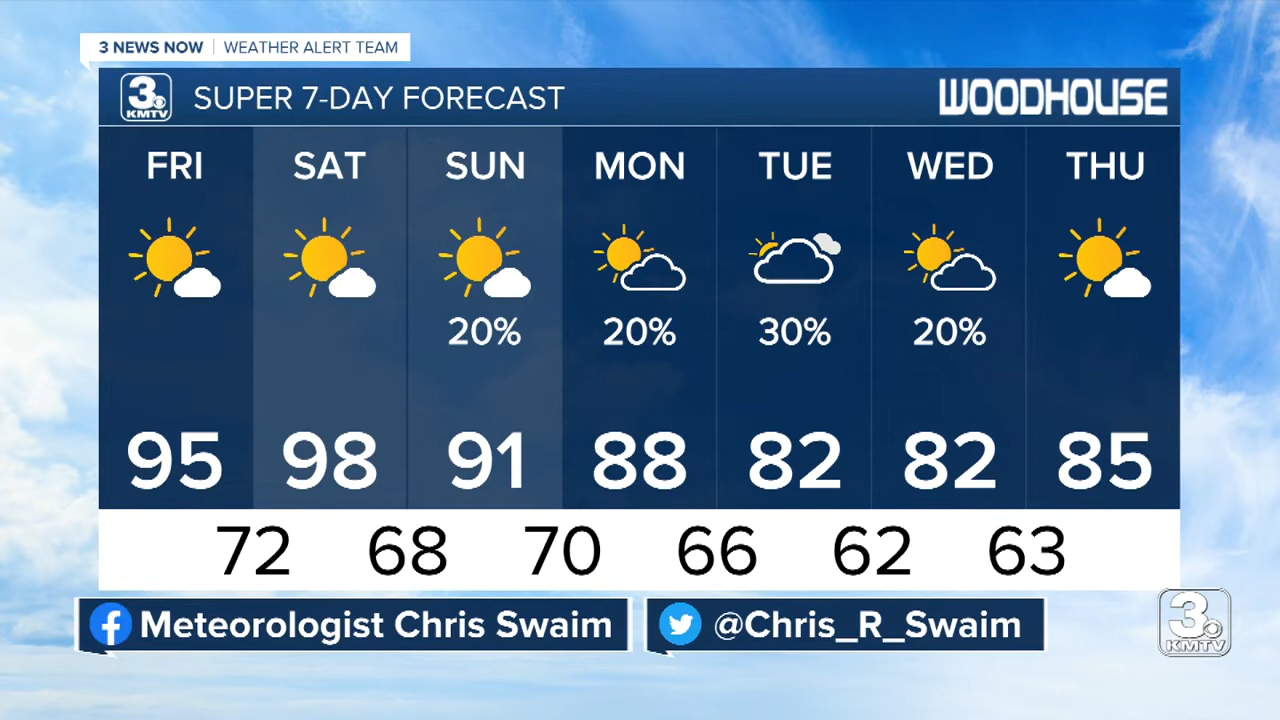 3 NEWS NOW | WEATHER ALERT TEAM
3 KMTV SUPER 7-DAY FORECAST WOODHOUSE
FRI SAT SUN MON TUE WED THU
20% 20% 30% 20%
95 98 91 88 82 82 85
72 68 70 66 62 63
f Meteorologist Chris Swaim @Chris_R_Swaim
3 KMTV